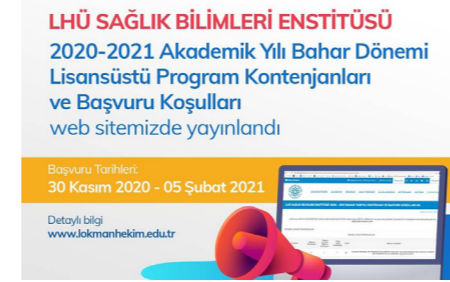 LHÜ SAĞLIK BİLİMLERİ ENSTİTÜSÜ
2020-2021 Akademik Yılı Bahar Dönemi
Lisansüstü Program Kontenjanları
ve Başvuru Koşulları
web sitemizde yayınlandı
Başvuru Tarihleri:
30 Kasım 2020 - 05 Şubat 2021
Detaylı bilgi
www.lokmanhekim.edu.tr